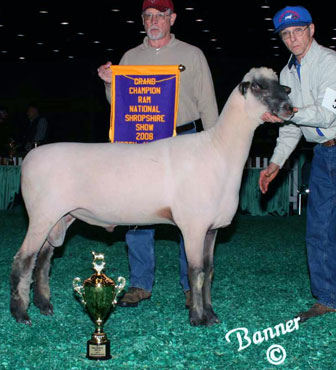 GRAND
CHAMPION
RAM
NATIONAL
SHROPSHIRE
SHOW
2008
Banner
©